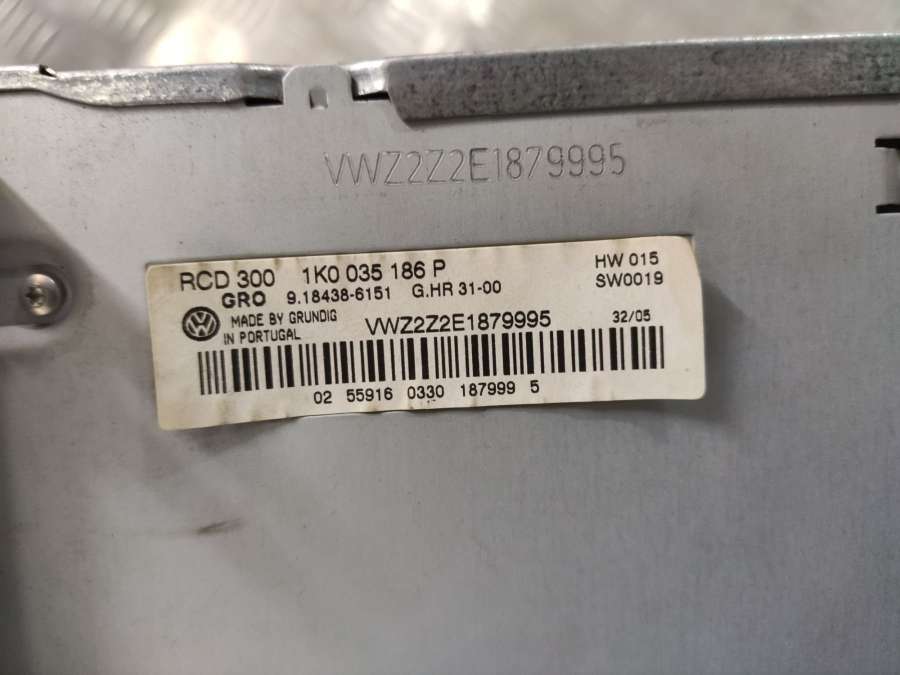 VWZ2Z2E1879995
RCD 300 1K0 035 186 P HW 015
GRO 9.18438-6151 G.HR 31-00 SW0019
MADE BY GRUNDIG VWZ2Z2E1879995 32/05
IN PORTUGAL
02 55916 0330 187999 5